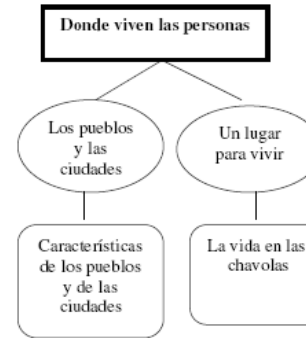 Donde viven las personas
Los pueblos
y las
ciudades
Un lugar
para vivir
Características
de los pueblos
y de las
ciudades
La vida en las
chavolas